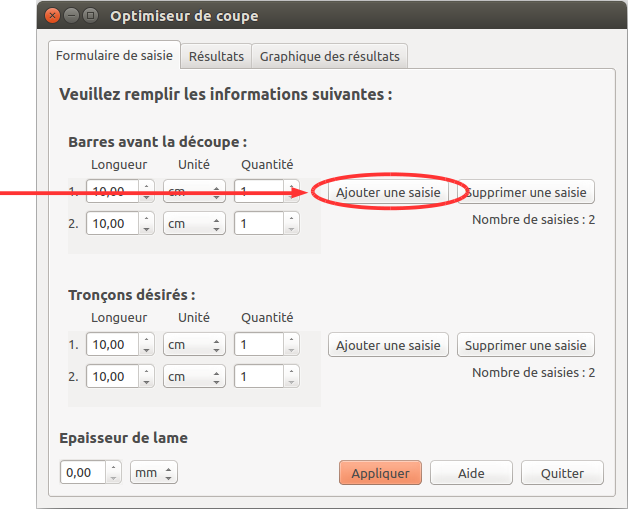 Optimiseur de coupe
Formulaire de saisie Résultats Graphique des résultats
Veuillez remplir les informations suivantes :
Barres avant la découpe :
Longueur Unité Quantité
1. 10,00 cm 1 Ajouter une saisie Supprimer une saisie
2. 10,00 cm 1 Nombre de saisies : 2
Tronçons désirés :
Longueur Unité Quantité
1. 10,00 cm 1 Ajouter une saisie Supprimer une saisie
2. 10,00 cm 1 Nombre de saisies : 2
Epaisseur de lame
0,00 mm Appliquer Aide Quitter